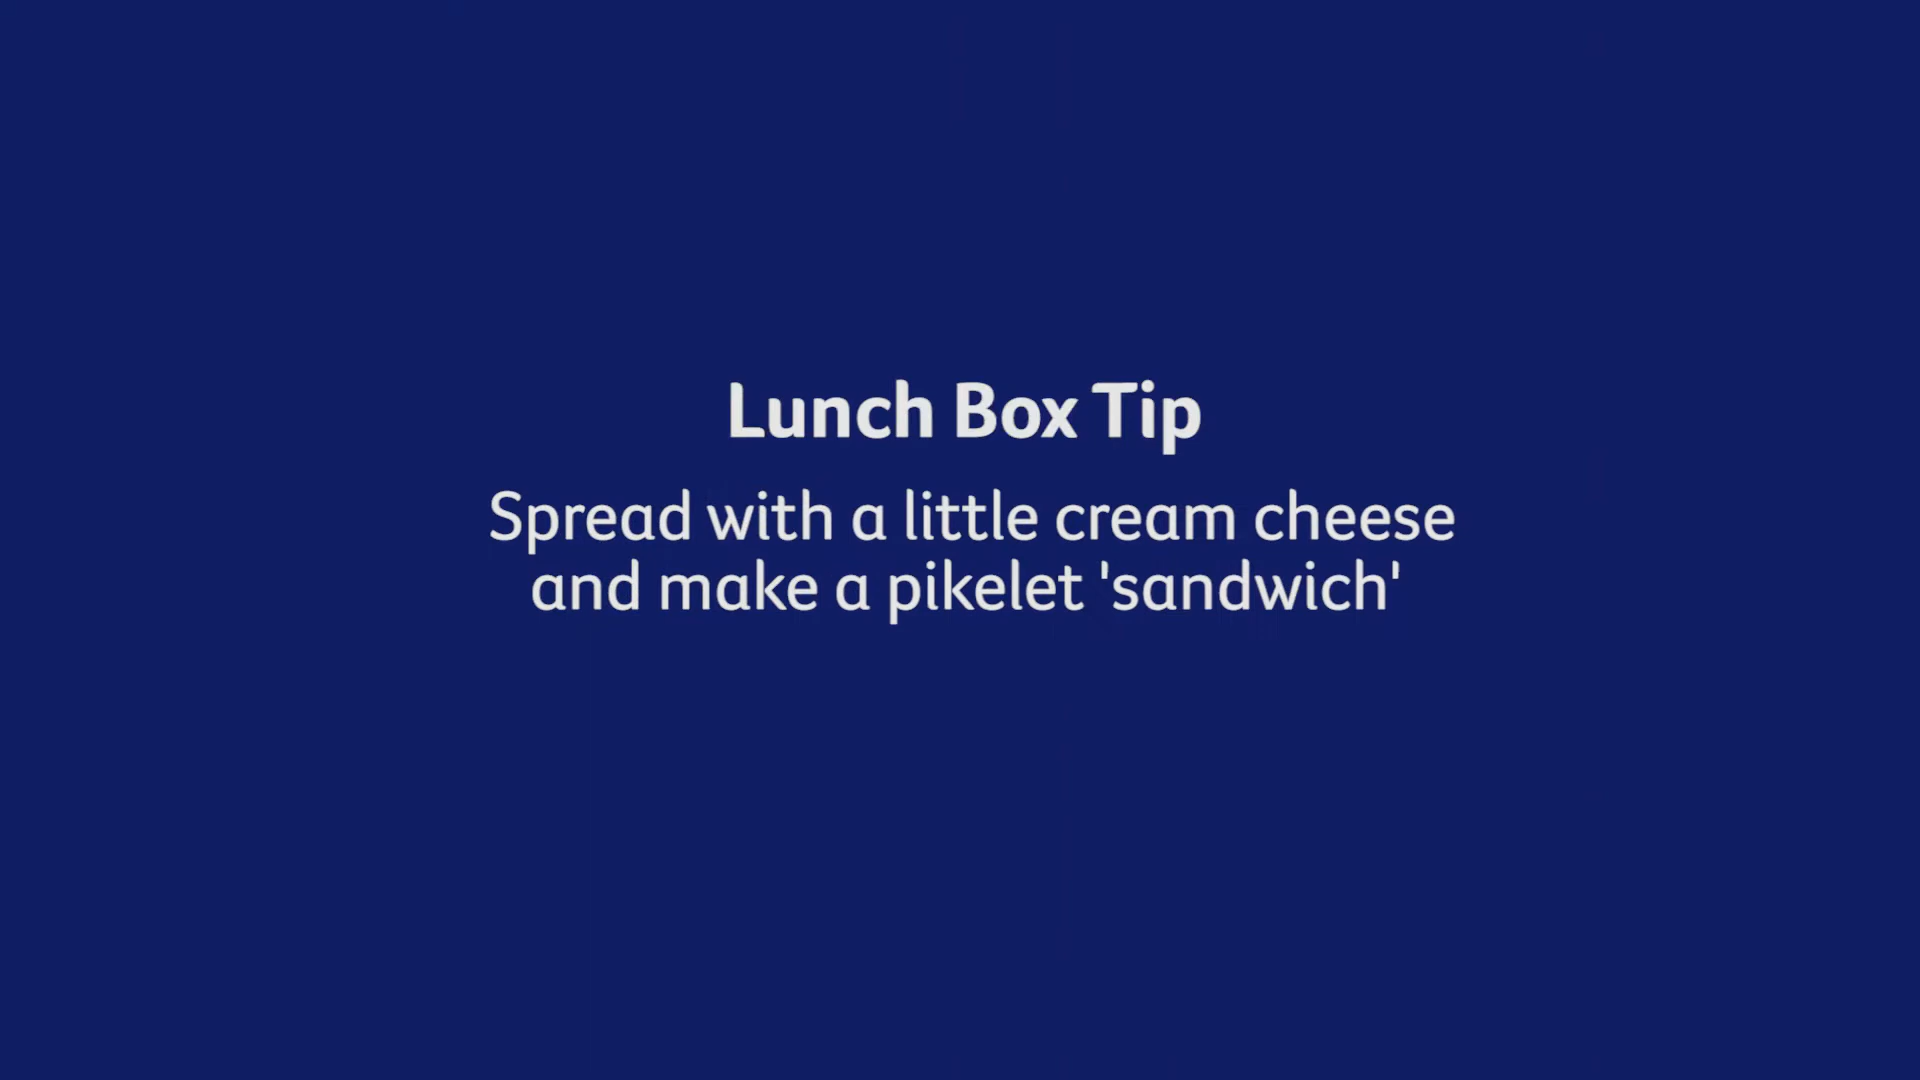 Lunch Box Tip
Spread with a little cream cheese
and make a pikelet 'sandwich'